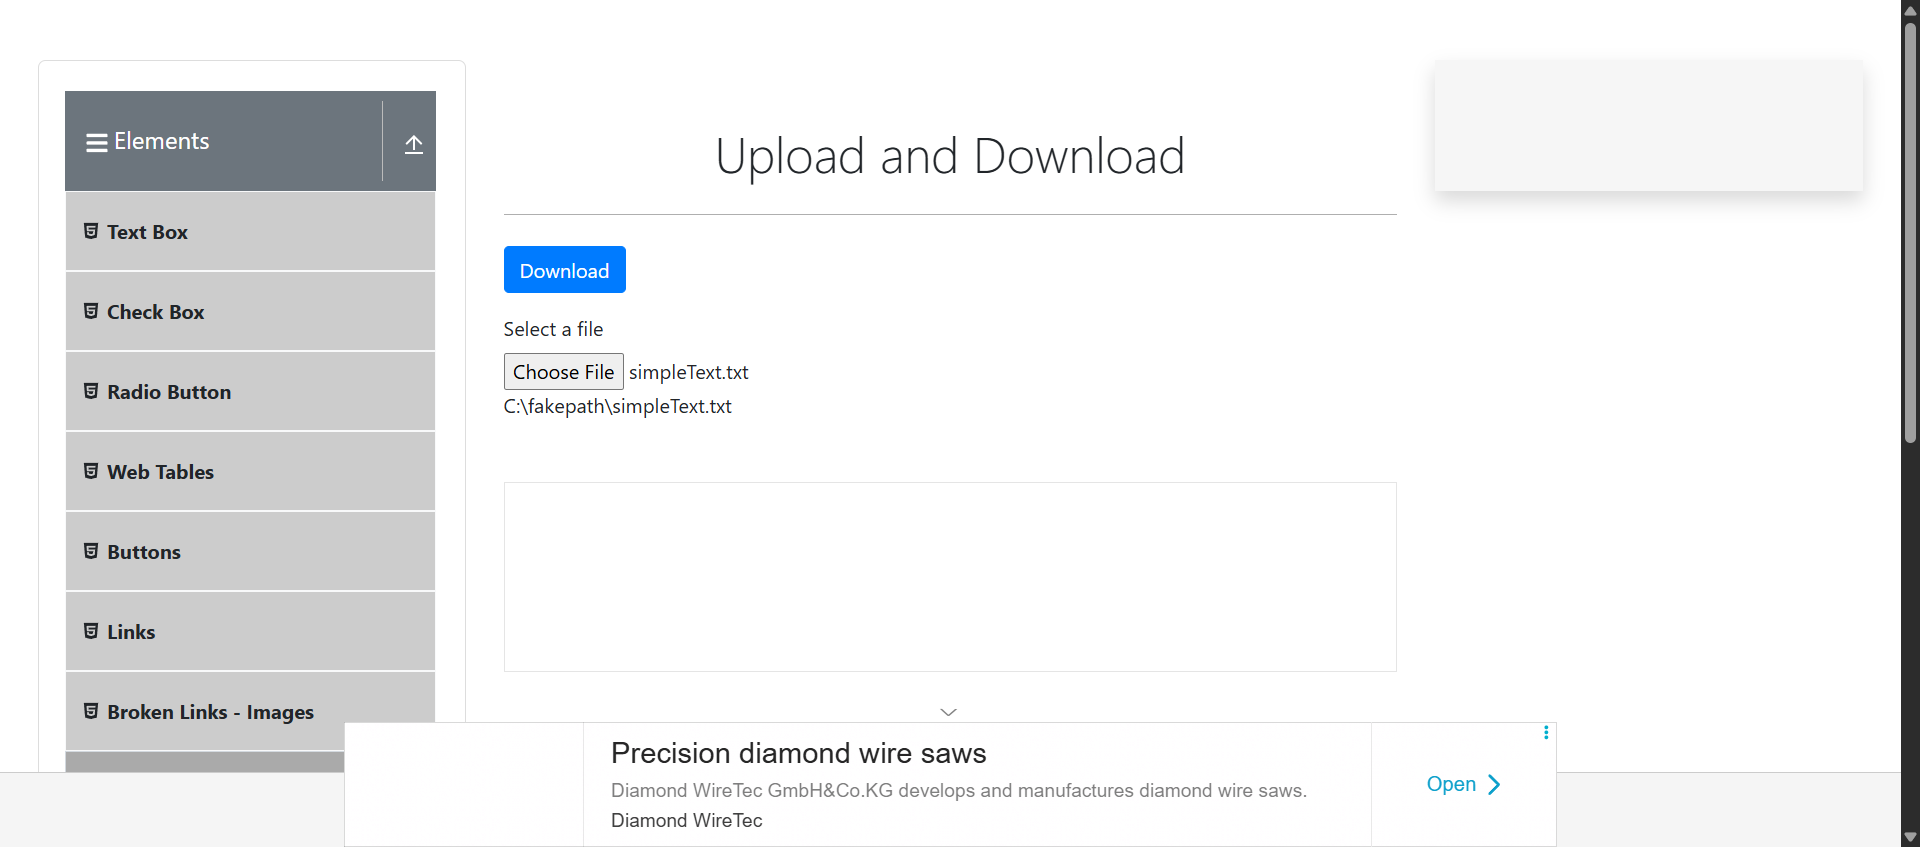 Elements
Text Box
Check Box
Radio Button
Web Tables
Buttons
Links
Broken Links - Images
Upload and Download
Download
Select a file
Choose File simpleText.txt
C:\fakepath\simpleText.txt
Precision diamond wire saws
Diamond WireTec GmbH&Co.KG develops and manufactures diamond wire saws.
Diamond WireTec
Open